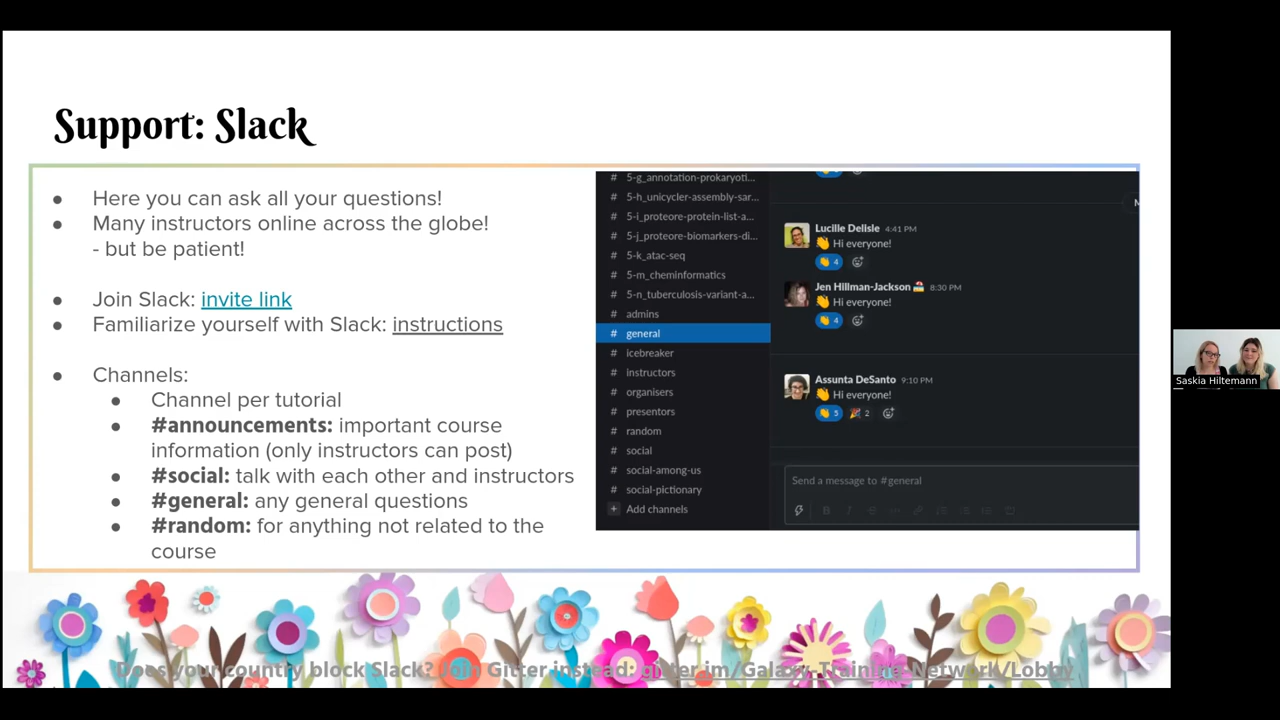 Support: Slack
Here you can ask all your questions!
Many instructors online across the globe!
- but be patient!
Join Slack: invite link
Familiarize yourself with Slack: instructions
Channels:
Channel per tutorial
#announcements: important course
information (only instructors can post)
#social: talk with each other and instructors
#general: any general questions
#random: for anything not related to the
course
# 5-g_annotation-prokaryoti...
# 5-h_unicycler-assembly-sar...
# 5-i_proteore-protein-list-a...
# 5-j_proteore-biomarkers-di...
# 5-k_atac-seq
# 5-m_cheminformatics
# 5-n_tuberculosis-variant-a...
# admins
# general
# icebreaker
# instructors
# organisers
# presentors
# random
# social
# social-among-us
# social-pictionary
+ Add channels
M
Lucille Delisle 4:41 PM
👋 Hi everyone!
👋 4
Jen Hillman-Jackson 8:30 PM
👋 Hi everyone!
👋 4
Assunta DeSanto 9:10 PM
👋 Hi everyone!
👋 5 🎉 2
Send a message to #general
Saskia Hiltemann
Does your country block Slack? Join Gitter instead: gitter.im/Galaxy-Training-Network/Lobby